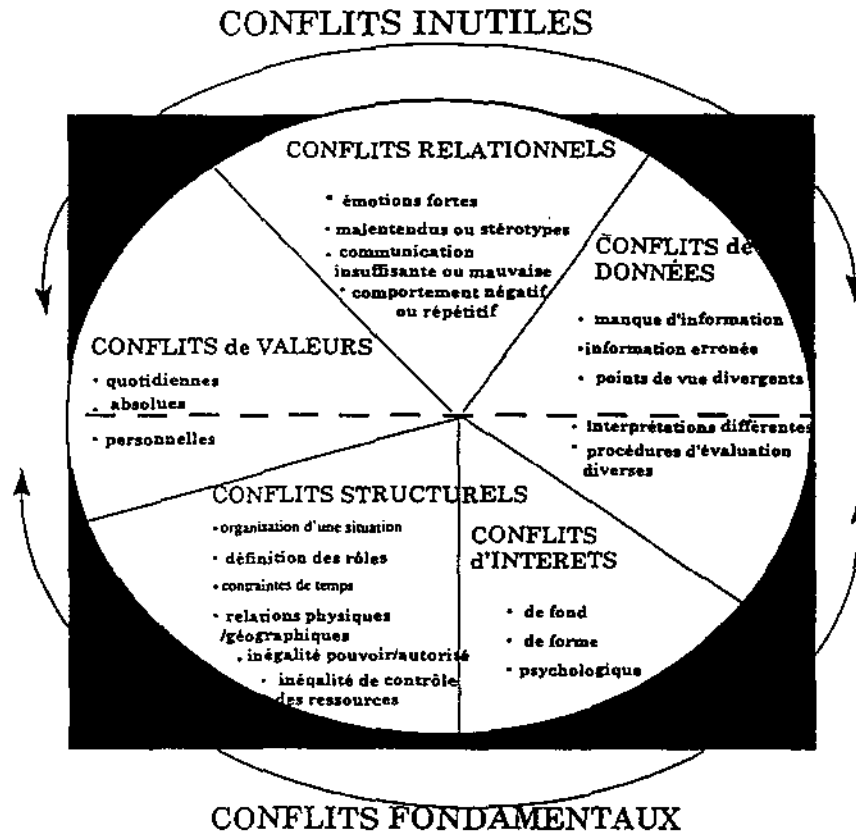 CONFLITS INUTILES
CONFLITS RELATIONNELS
• émotions fortes
• majentendus ou stérotypes
• communication
insuffisante ou mauvaise
• comportement négatif
ou répétitif
CONFLITS de
DONNÉES
• manque d'information
•information erronée
• points de vue divergents
• Interprétations différentes
• procédures d'évaluation
diverses
CONFLITS de VALEURS
• quotidiennes
• absolues
• personnelles
CONFLITS STRUCTURELS
•organisation d'une situation
• définition des rôles
•contraintes de temps
• relations physiques
/géographiques
• inégalité pouvoir/autorité
• inéqalité de contrôle
des ressources
CONFLITS
d'INTERETS
• de fond
• de forme
• psychologique
CONFLITS FONDAMENTAUX